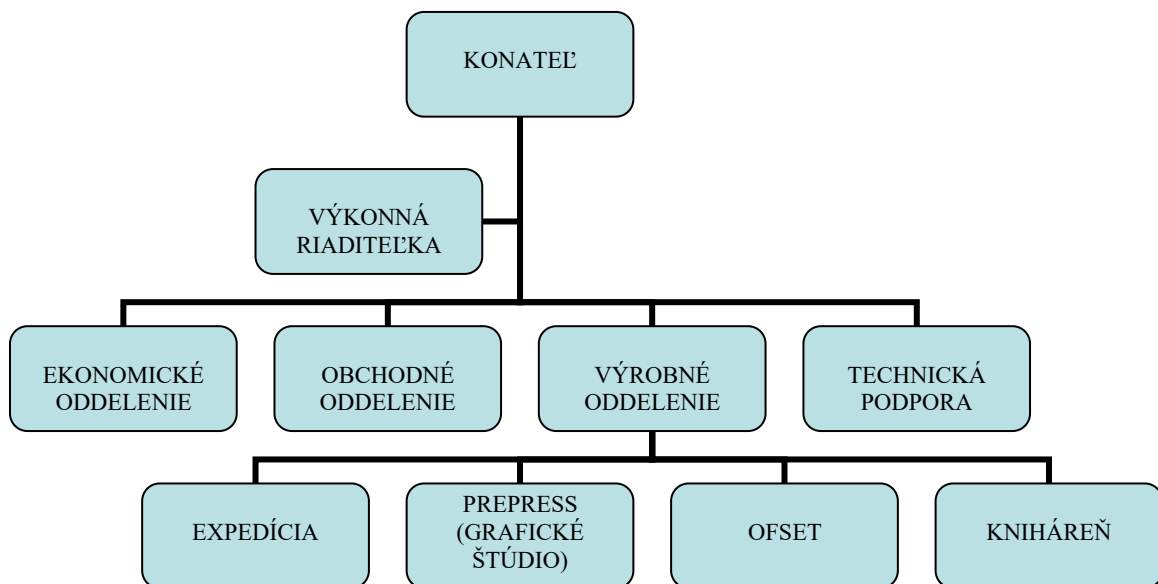 KONATEĽ
VÝKONNÁ
RIADITEĽKA
EKONOMICKÉ
ODDELENIE
OBCHODNÉ
ODDELENIE
VÝROBNÉ
ODDELENIE
TECHNICKÁ
PODPORA
EXPEDÍCIA
PREPRESS
(GRAFICKÉ
ŠTÚDIO)
OFSET
KNIHÁREŇ